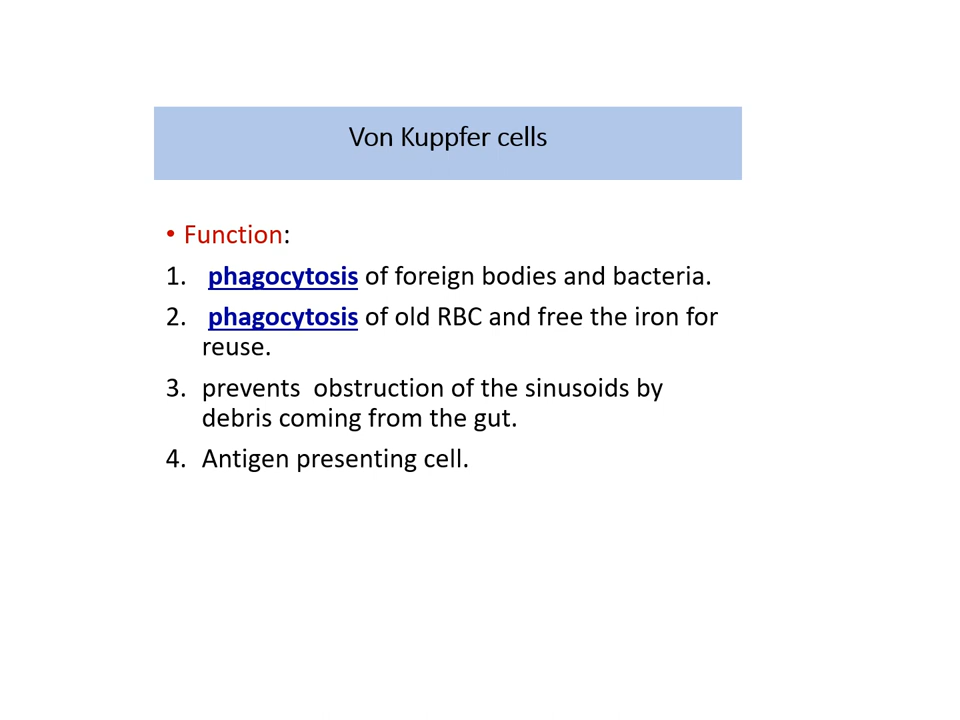 Von Kuppfer cells
• Function:
1. phagocytosis of foreign bodies and bacteria.
2. phagocytosis of old RBC and free the iron for
reuse.
3. prevents  obstruction of the sinusoids by
debris coming from the gut.
4. Antigen presenting cell.